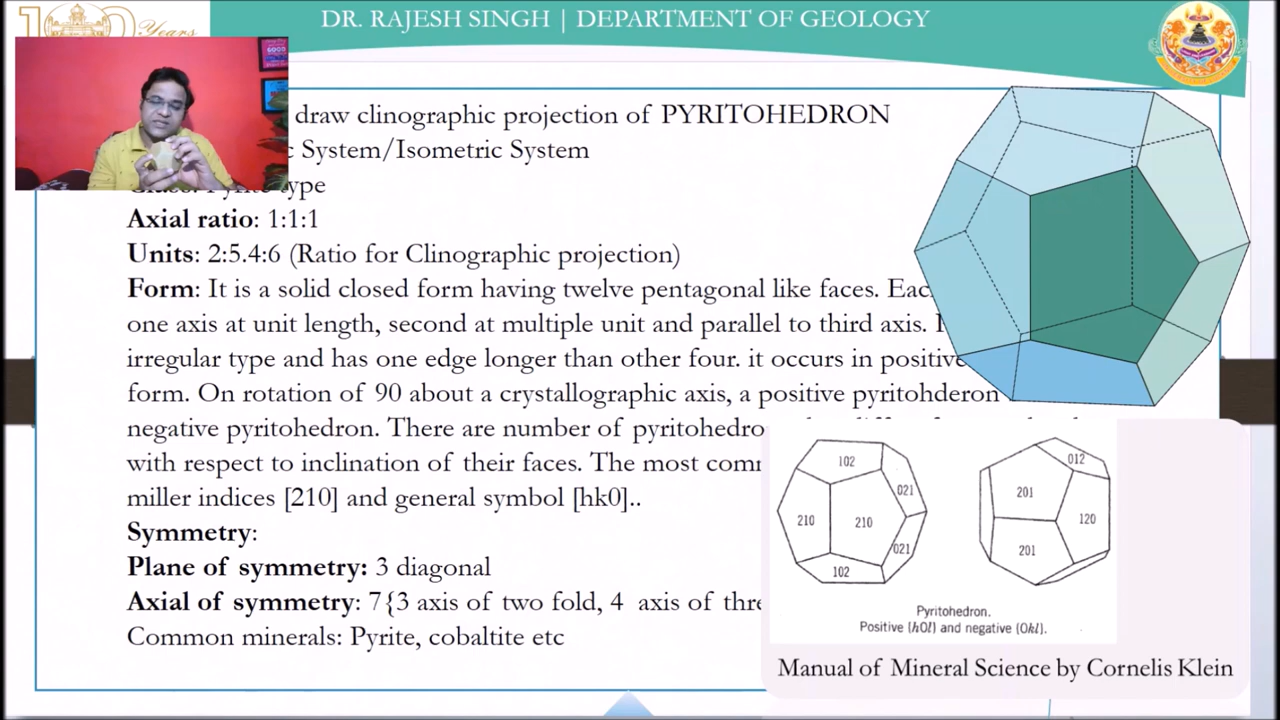 DR. RAJESH SINGH | DEPARTMENT OF GEOLOGY
Years
draw clinographic projection of PYRITOHEDRON
System/Isometric System
type
Axial ratio: 1:1:1
Units: 2:5.4:6 (Ratio for Clinographic projection)
Form: It is a solid closed form having twelve pentagonal like faces.
one axis at unit length, second at multiple unit and parallel to third axis.
irregular type and has one edge longer than other four. it occurs in positive
form. On rotation of 90 about a crystallographic axis, a positive pyritohderon
negative pyritohedron. There are number of
with respect to inclination of their faces. The most
miller indices [210] and general symbol [hk0]..
Symmetry:
Plane of symmetry: 3 diagonal
Axial of symmetry: 7{3 axis of two fold, 4 axis of
Common minerals: Pyrite, cobaltite etc
102
021
210
210
021
102
012
201
120
201
Pyritohedron.
Positive (h0l) and negative (0kl).
Manual of Mineral Science by Cornelis Klein